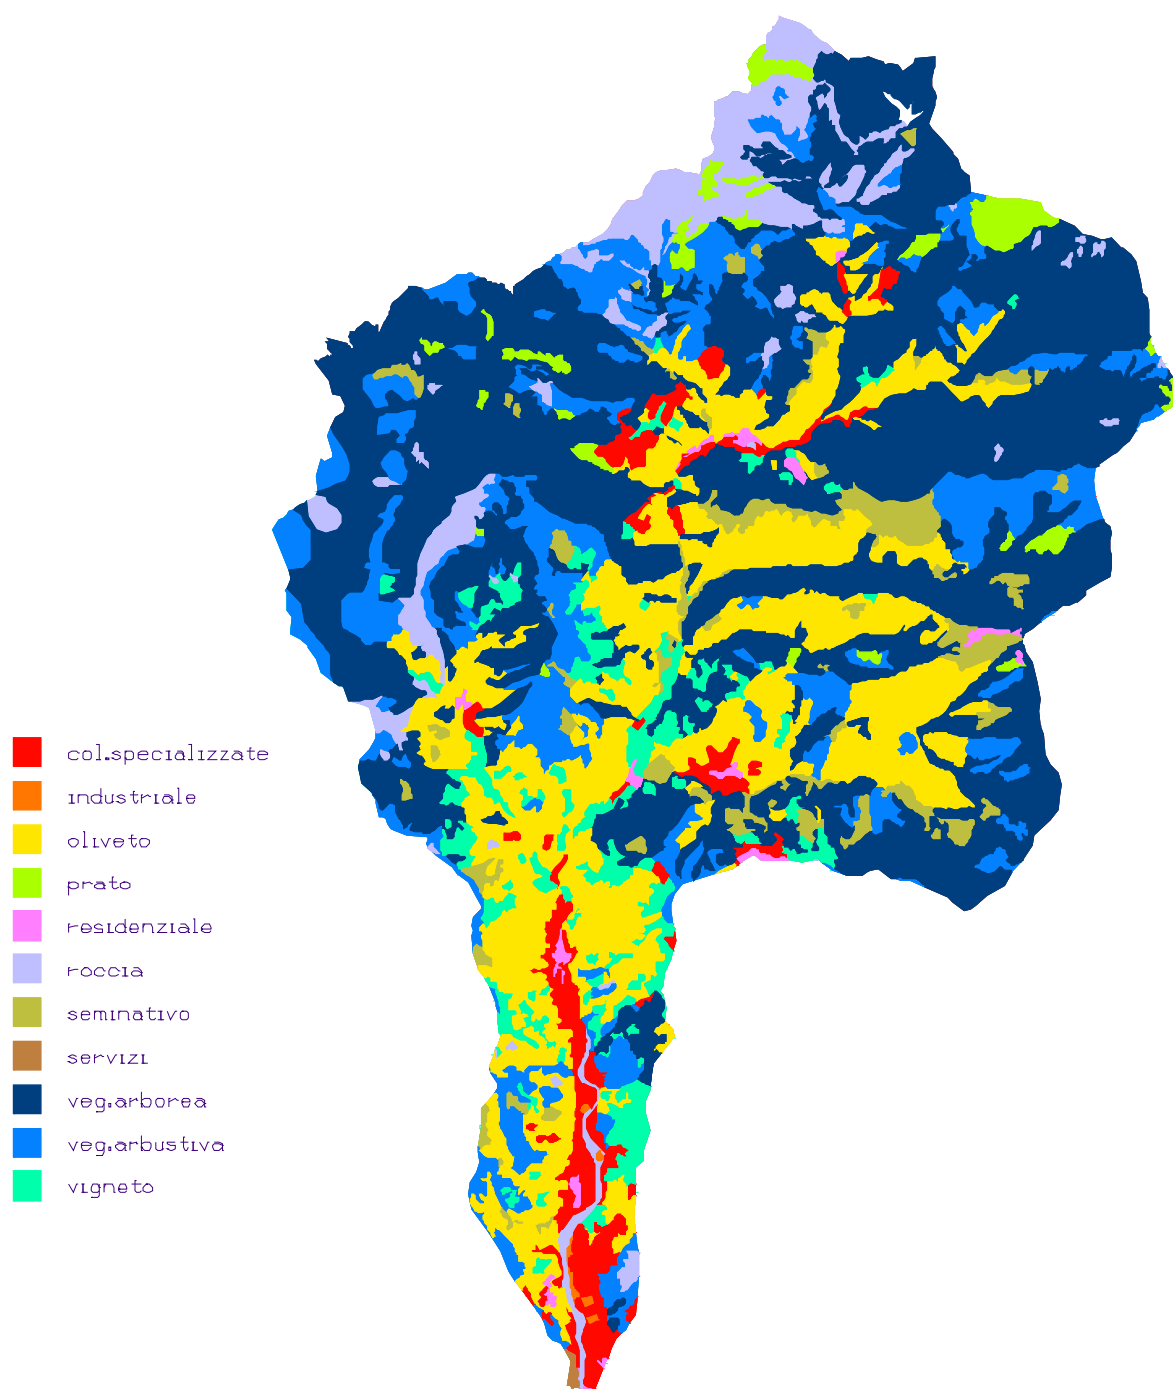 col.specializzate
industriale
oliveto
prato
residenziale
roccia
seminativo
servizi
veg.arborea
veg.arbustiva
vigneto